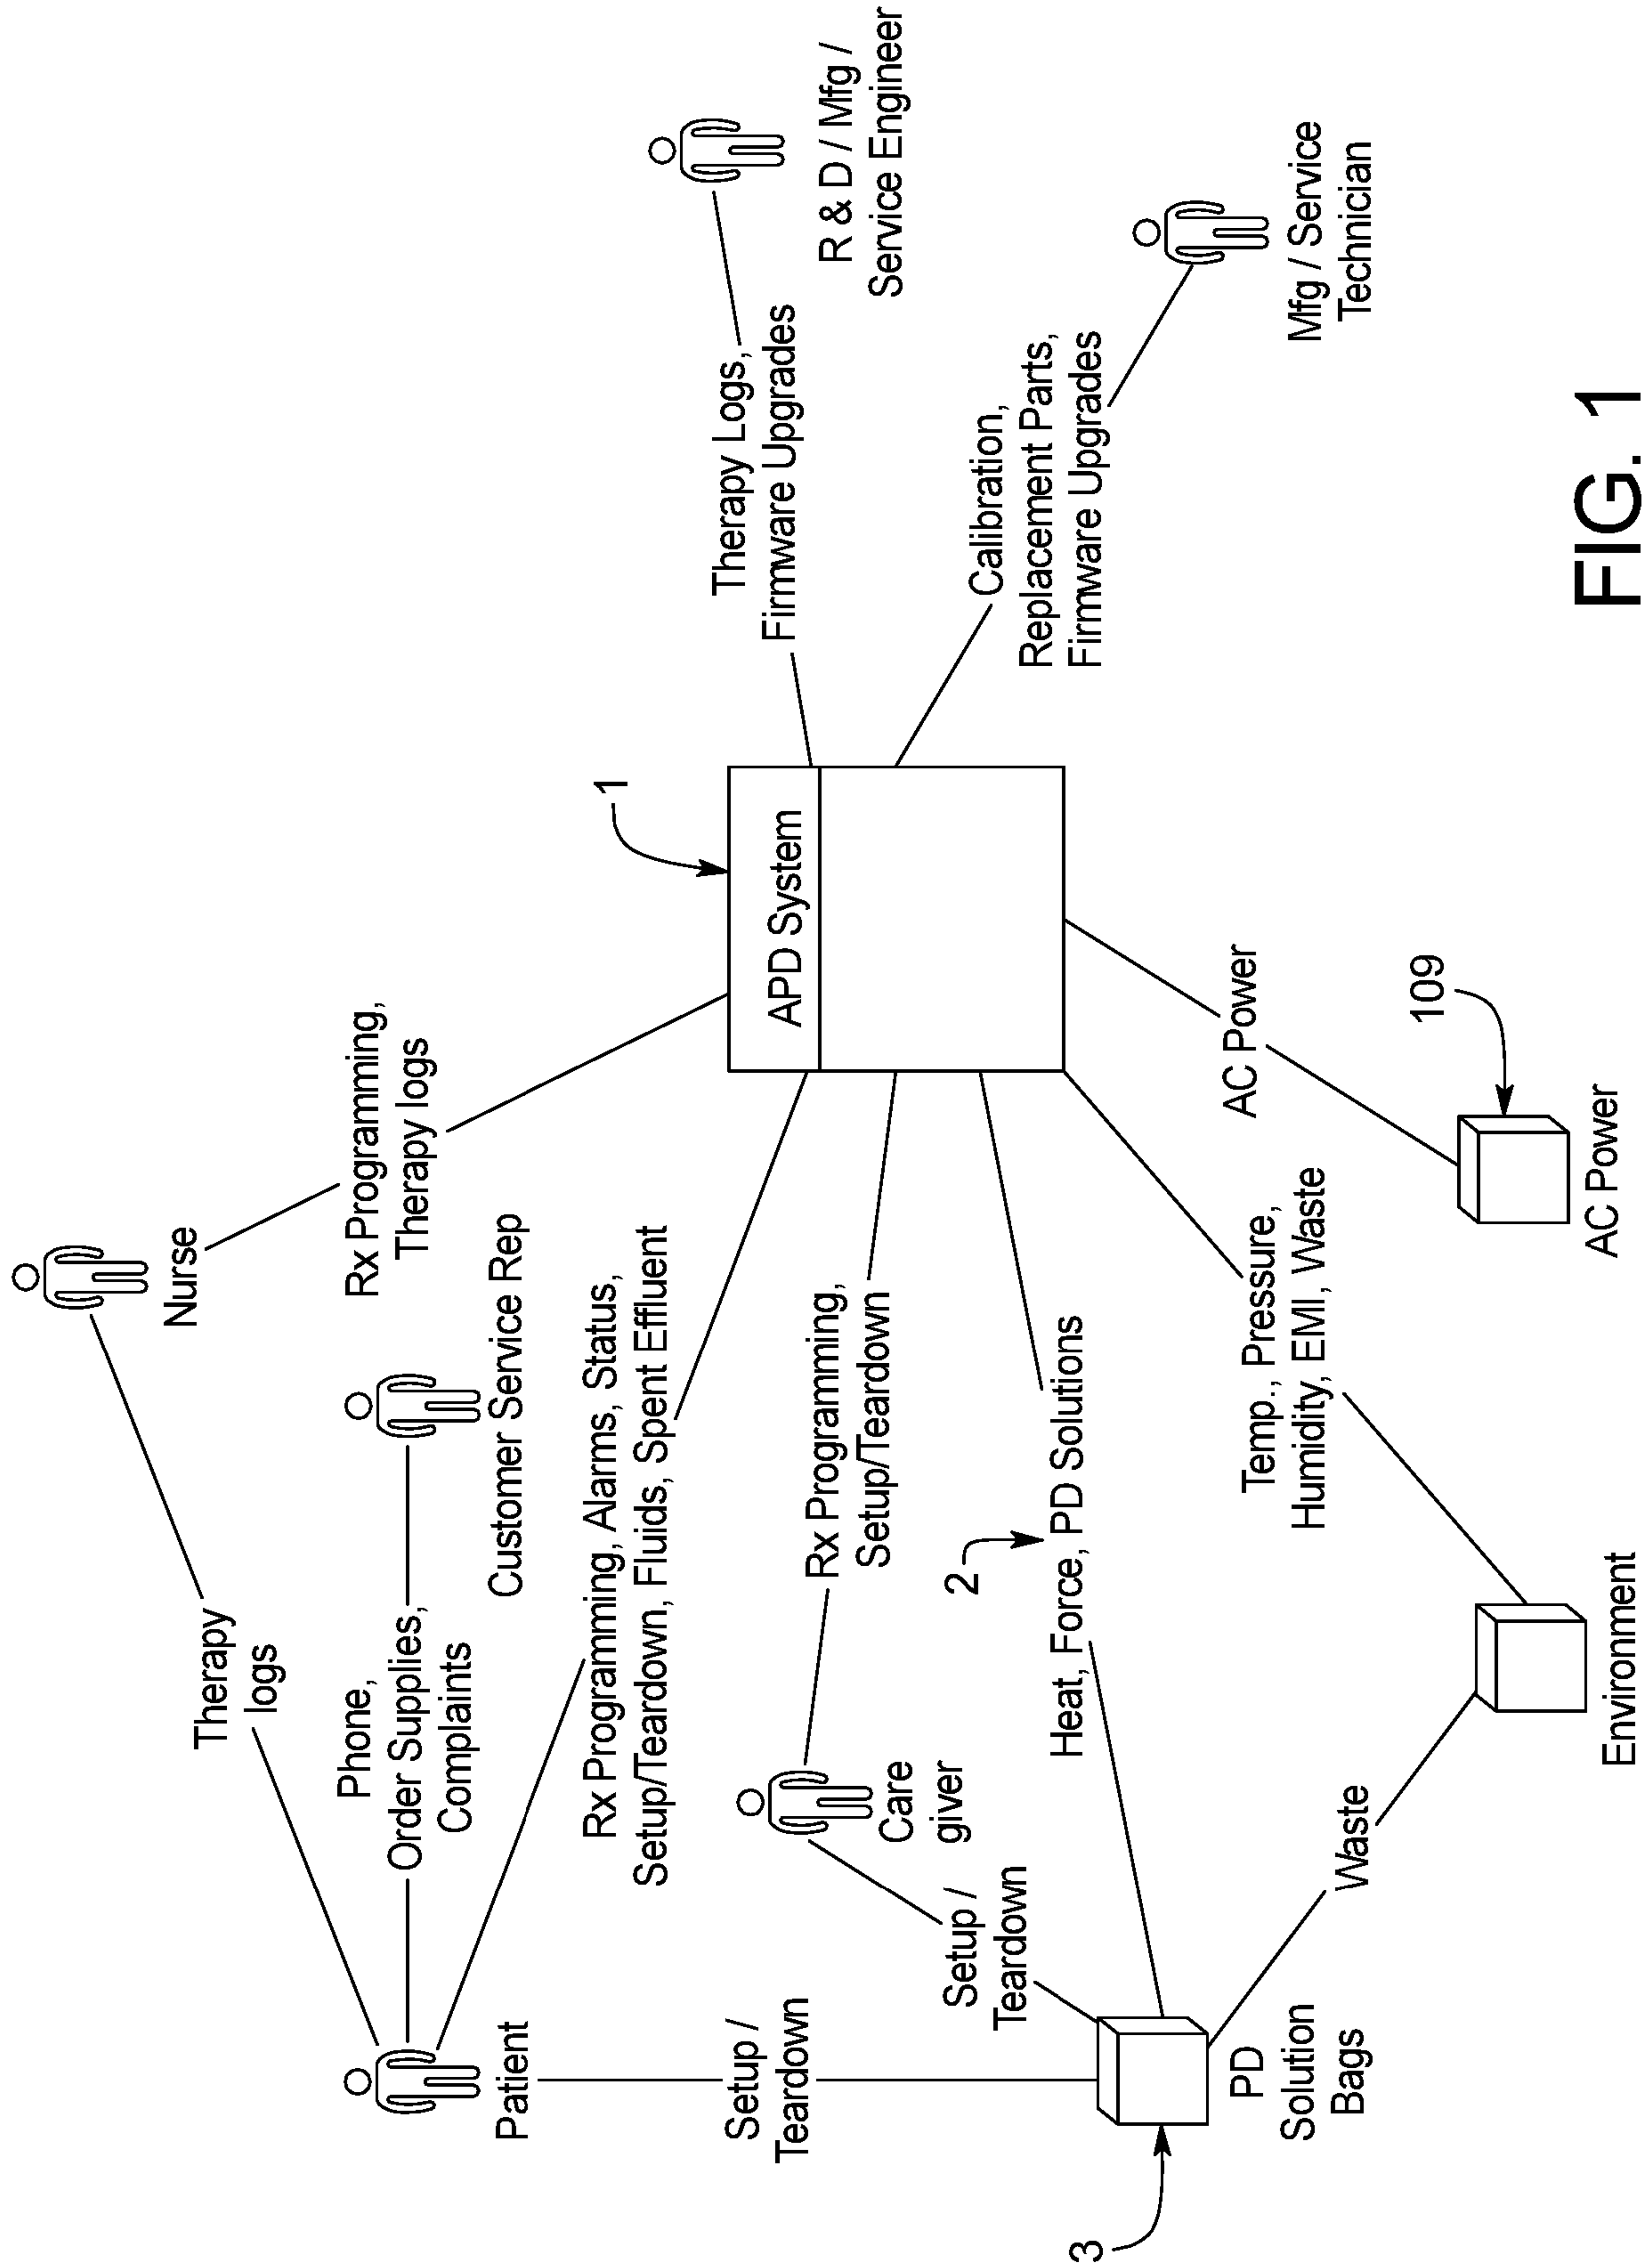 Nurse
Therapy
logs
Rx Programming,
Therapy logs
Phone,
Order Supplies,
Complaints
Customer Service Rep
Patient
Rx Programming, Alarms, Status,
Setup/Teardown, Fluids, Spent Effluent
1
APD System
Therapy Logs,
Firmware Upgrades
R & D / Mfg /
Service Engineer
Setup /
Teardown
Care
giver
Rx Programming,
Setup/Teardown
Setup /
Teardown
2
Heat, Force, PD Solutions
Calibration,
Replacement Parts,
Firmware Upgrades
Mfg / Service
Technician
3
PD
Solution
Bags
Waste
Temp., Pressure,
Humidity, EMI, Waste
Environment
AC Power
109
AC Power
FIG. 1